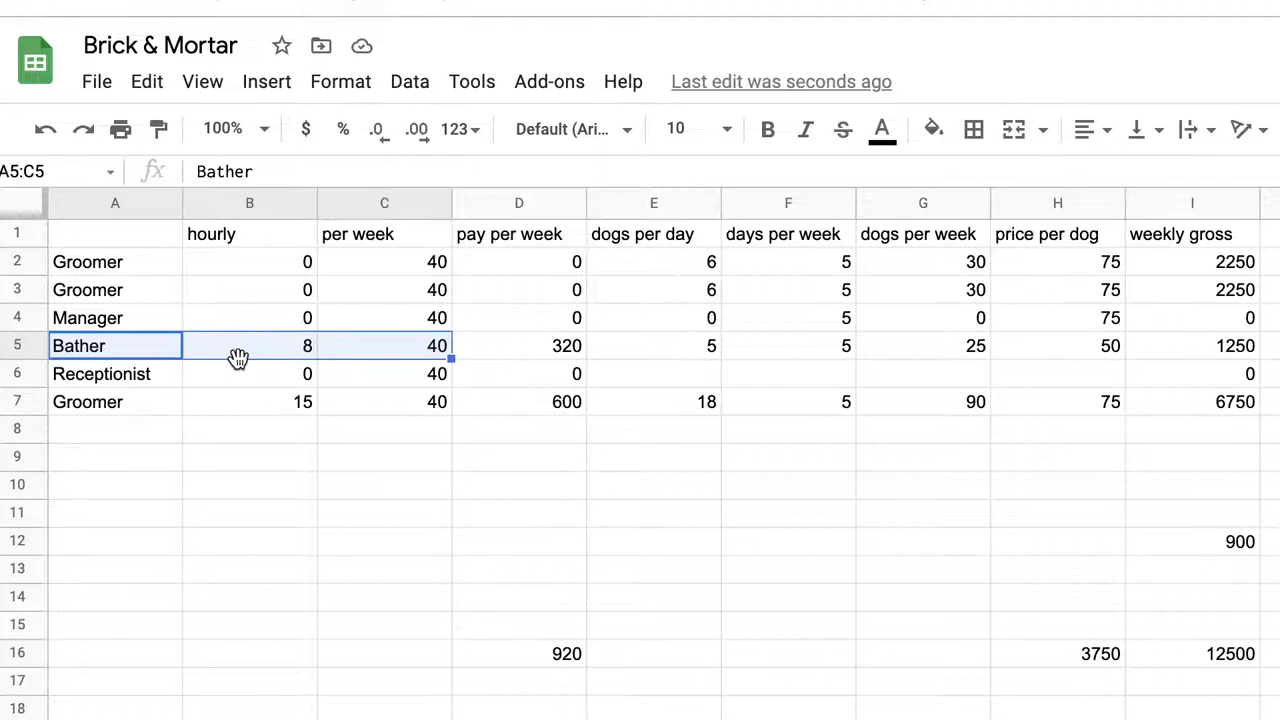 Brick & Mortar
File Edit View Insert Format Data Tools Add-ons Help Last edit was seconds ago
100% $ % .0 .00 123 Default (Ari... 10 B I S A
A5:C5 fx Bather
A B C D E F G H I
1 hourly per week pay per week dogs per day days per week dogs per week price per dog weekly gross
2 Groomer 0 40 0 6 5 30 75 2250
3 Groomer 0 40 0 6 5 30 75 2250
4 Manager 0 40 0 0 5 0 75 0
5 Bather 8 40 320 5 5 25 50 1250
6 Receptionist 0 40 0 0
7 Groomer 15 40 600 18 5 90 75 6750
8
9
10
11
12 900
13
14
15
16 920 3750 12500
17
18